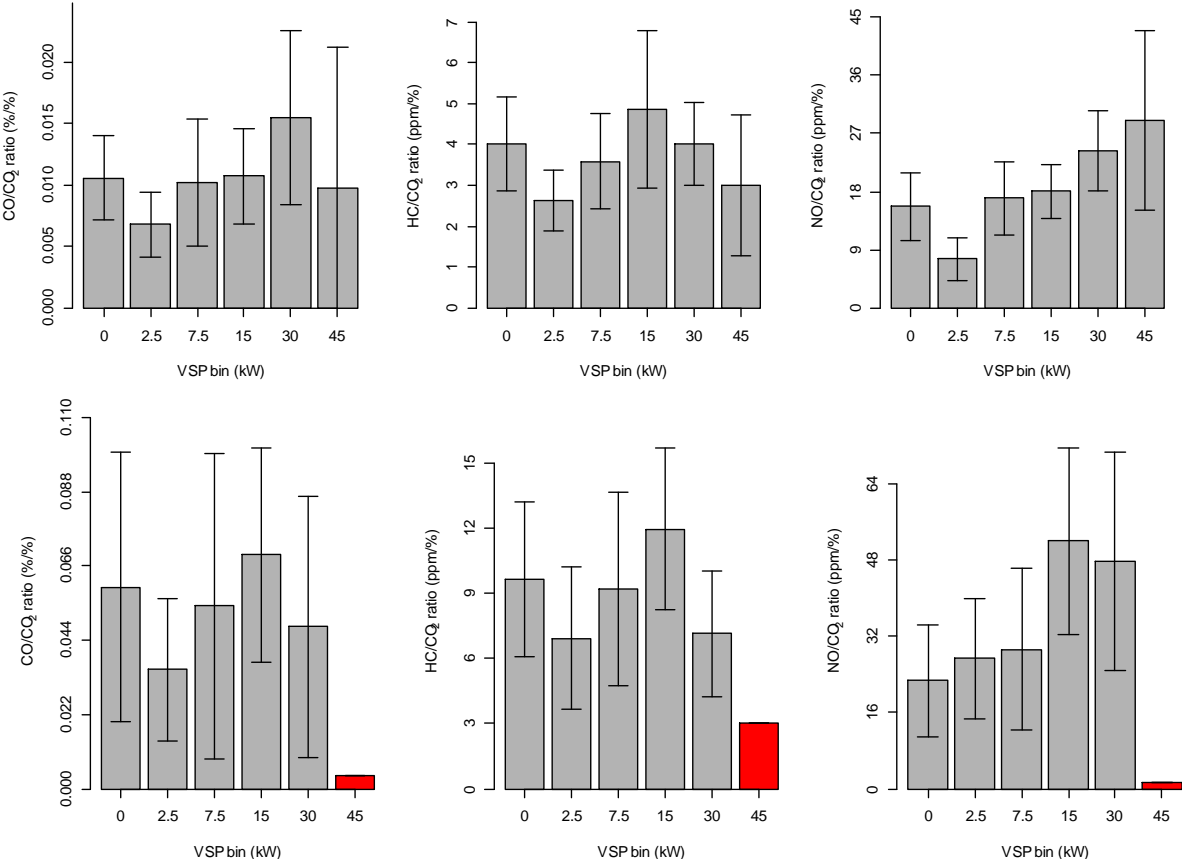 CO/CO2 ratio (%/%)
0.000 0.005 0.010 0.015 0.020
0 2.5 7.5 15 30 45
VSP bin (kW)
HC/CO2 ratio (ppm/%)
0 1 2 3 4 5 6 7
0 2.5 7.5 15 30 45
VSP bin (kW)
NO/CO2 ratio (ppm/%)
0 9 18 27 36 45
0 2.5 7.5 15 30 45
VSP bin (kW)
CO/CO2 ratio (%/%)
0.000 0.022 0.044 0.066 0.088 0.110
0 2.5 7.5 15 30 45
VSP bin (kW)
HC/CO2 ratio (ppm/%)
0 3 6 9 12 15
0 2.5 7.5 15 30 45
VSP bin (kW)
NO/CO2 ratio (ppm/%)
0 16 32 48 64
0 2.5 7.5 15 30 45
VSP bin (kW)